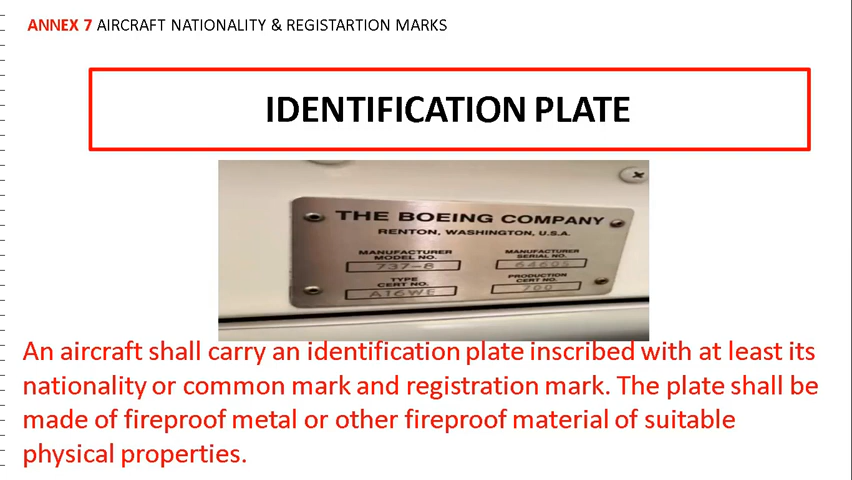 ANNEX 7 AIRCRAFT NATIONALITY & REGISTARTION MARKS
IDENTIFICATION PLATE
THE BOEING COMPANY
RENTON, WASHINGTON, U.S.A.
MANUFACTURER
MODEL NO.
737-8
MANUFACTURER
SERIAL NO.
TYPE
CERT NO.
A16WE
PRODUCTION
CERT NO.
700
An aircraft shall carry an identification plate inscribed with at least its
nationality or common mark and registration mark. The plate shall be
made of fireproof metal or other fireproof material of suitable
physical properties.